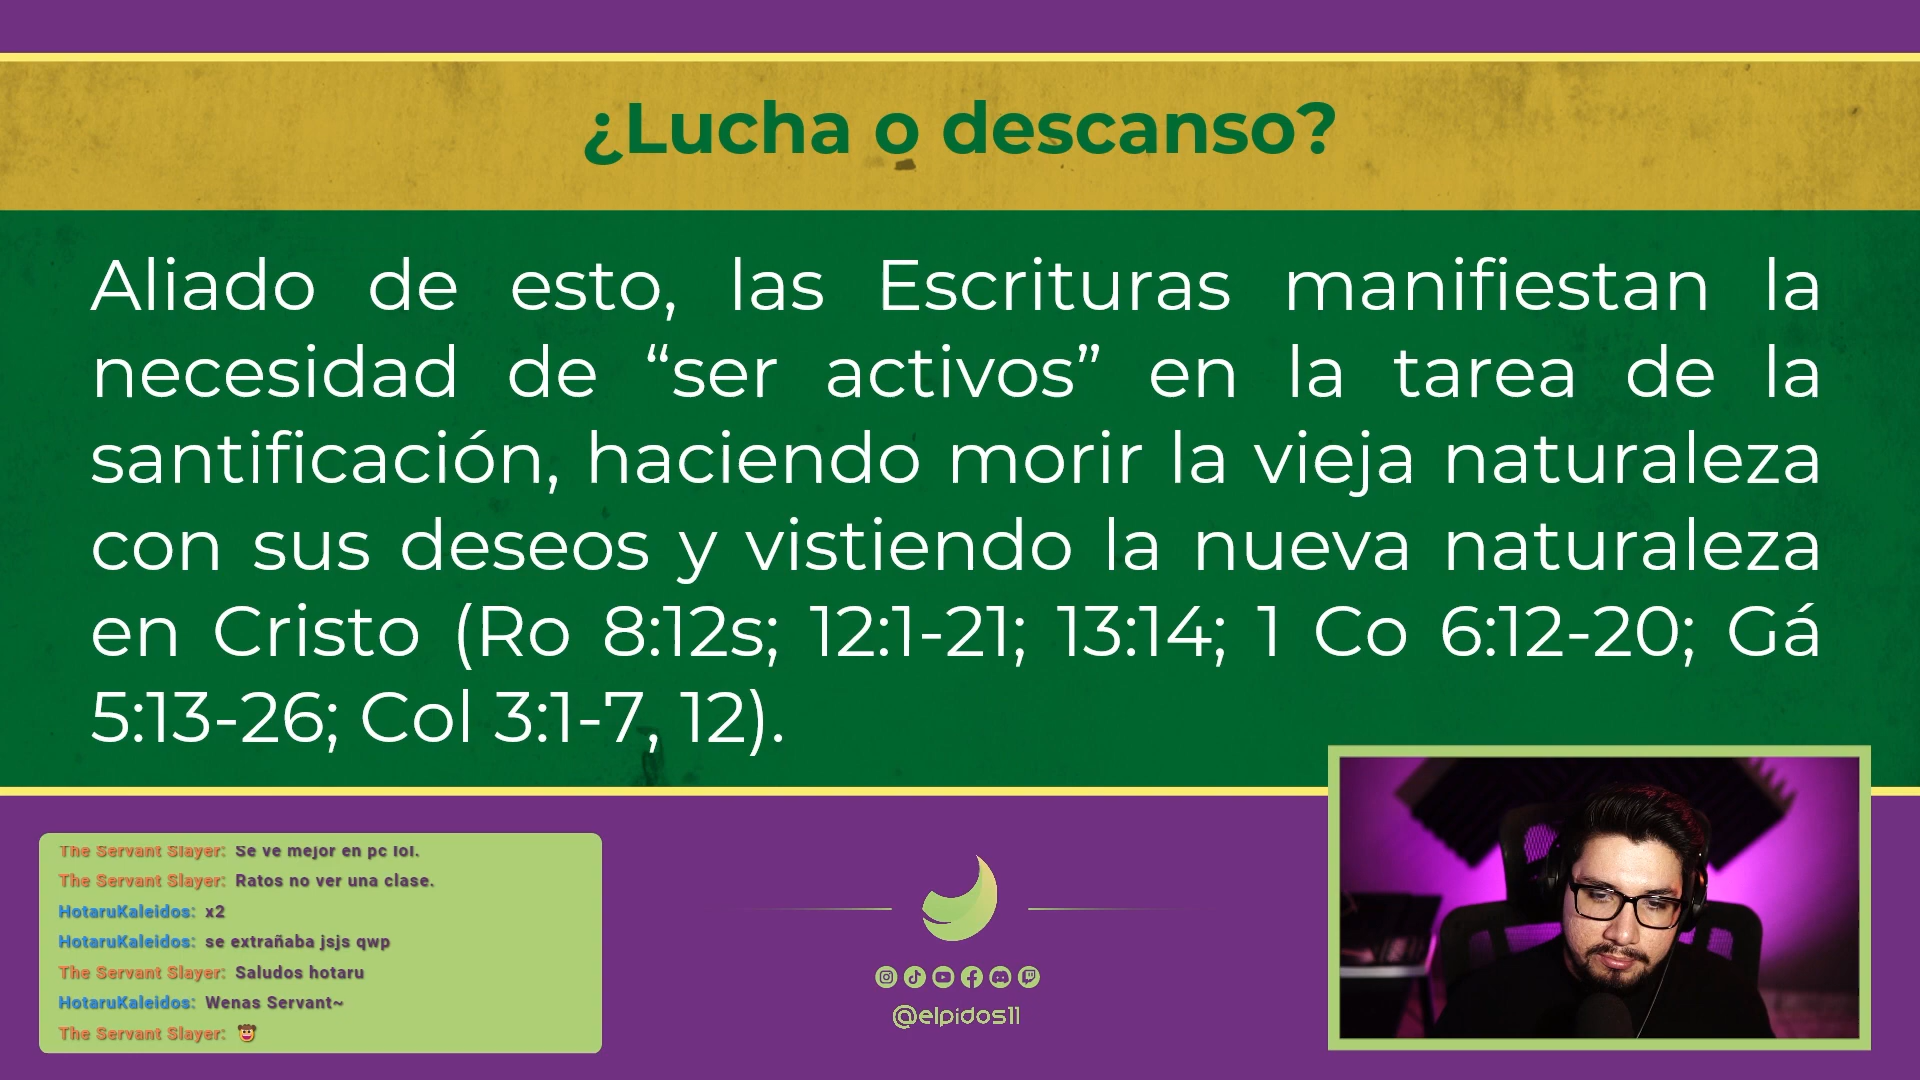 ¿Lucha o descanso?
Aliado de esto, las Escrituras manifiestan la
necesidad de “ser activos” en la tarea de la
santificación, haciendo morir la vieja naturaleza
con sus deseos y vistiendo la nueva naturaleza
en Cristo (Ro 8:12s; 12:1-21; 13:14; 1 Co 6:12-20; Gá
5:13-26; Col 3:1-7, 12).
The Servant Slayer: Se ve mejor en pc lol.
The Servant Slayer: Ratos no ver una clase.
HotaruKaleidos: x2
HotaruKaleidos: se extrañaba jsjs qwp
The Servant Slayer: Saludos hotaru
HotaruKaleidos: Wenas Servant~
The Servant Slayer: 🤠
@elpidos11